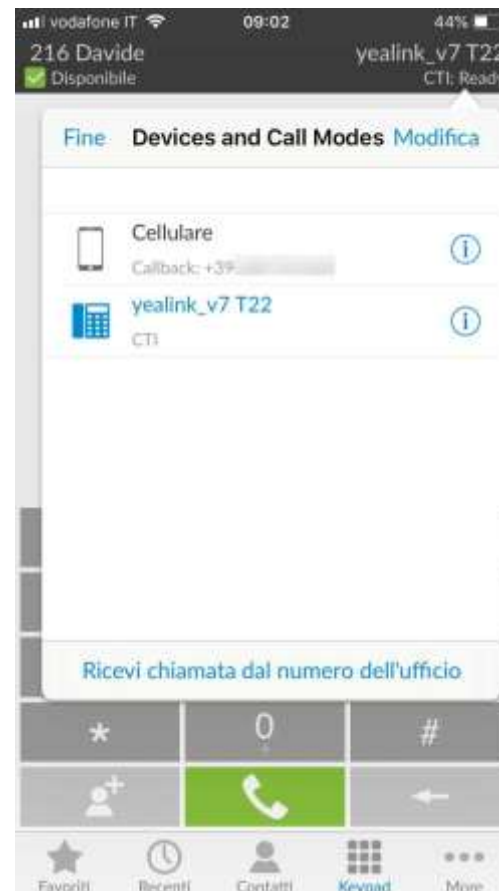 vodafone IT 09:02 44%
216 Davide yealink_v7 T22
Disponibile CTI: Ready
Fine Devices and Call Modes Modifica
Cellulare
Callback: +39
yealink_v7 T22
CTI
Ricevi chiamata dal numero dell'ufficio
* 0 #
+
Favoriti Recenti Contatti Keypad More